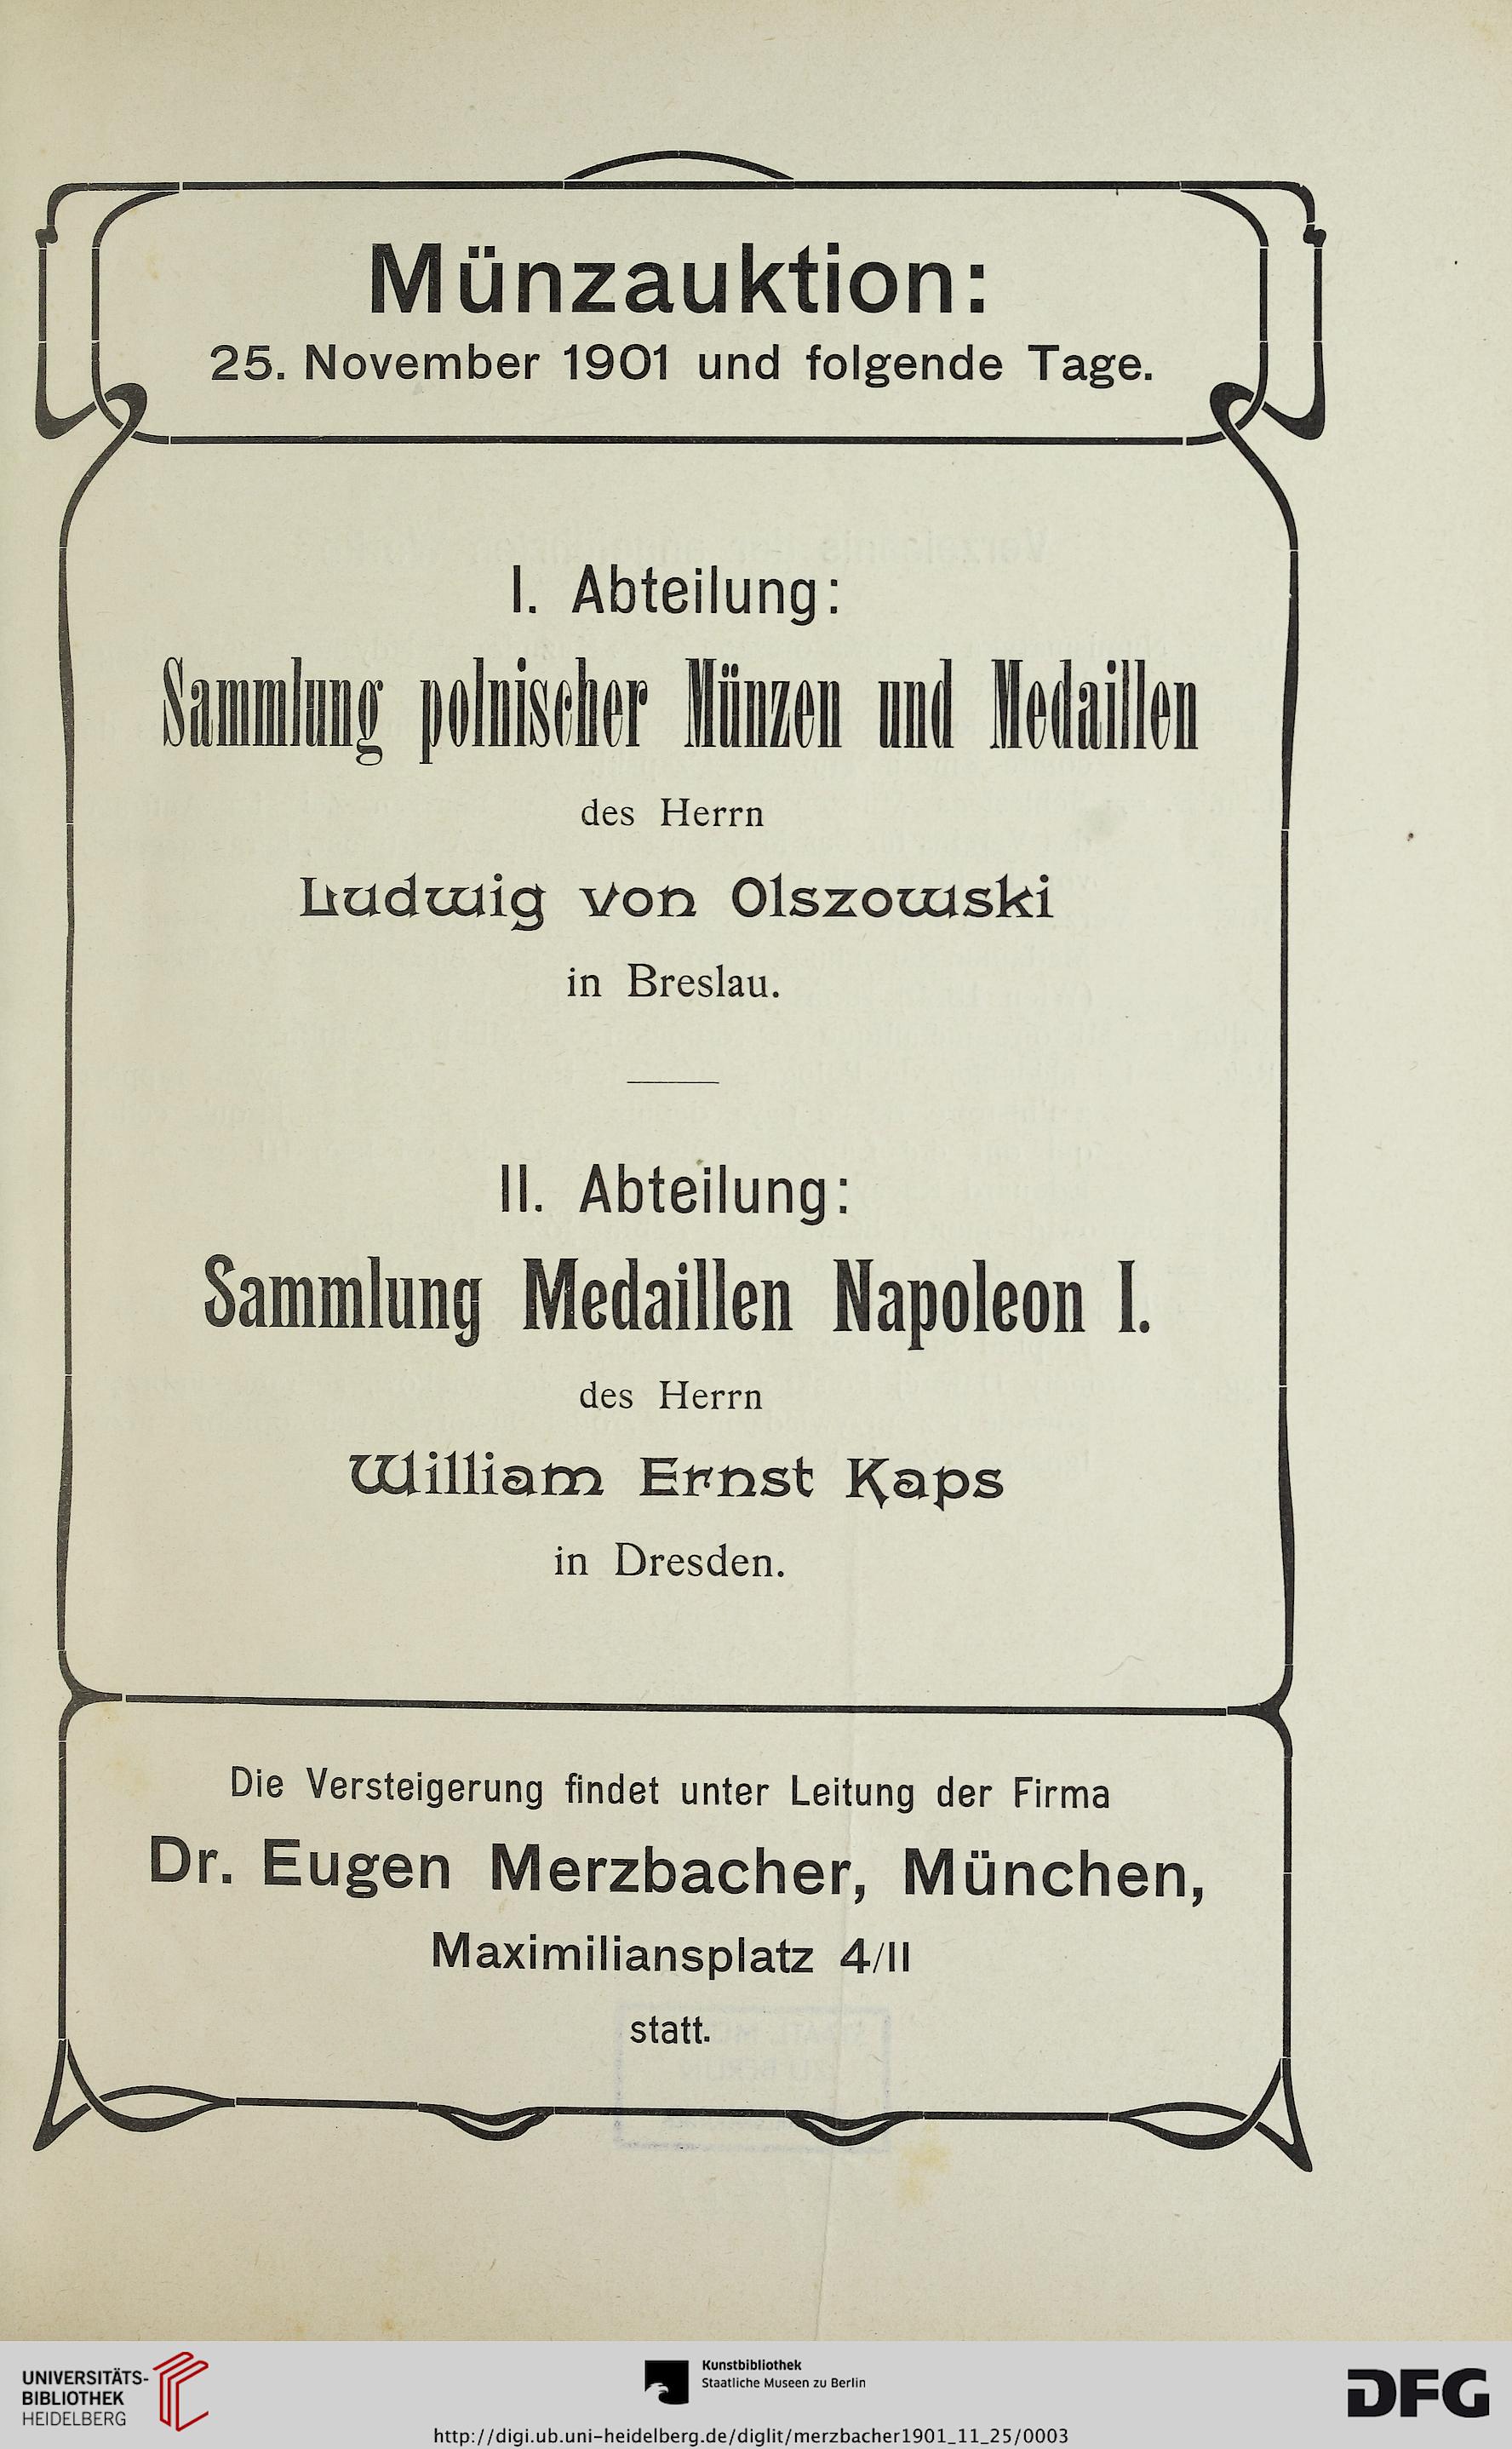 Münzauktion:
25. November 1901 und folgende Tage.
I. Abteilung:
Sammlung polnischer Münzen und Medaillen
des Herrn
Ludwig von Olszowski
in Breslau.
II. Abteilung:
Sammlung Medaillen Napoleon I.
des Herrn
William Ernst Kaps
in Dresden.
Die Versteigerung findet unter Leitung der Firma
Dr. Eugen Merzbacher, München,
Maximiliansplatz 4/II
statt.
UNIVERSITÄTS-
BIBLIOTHEK
HEIDELBERG
Kunstbibliothek
Staatliche Museen zu Berlin
DFG
http://digi.ub.uni-heidelberg.de/diglit/merzbacher1901_11_25/0003